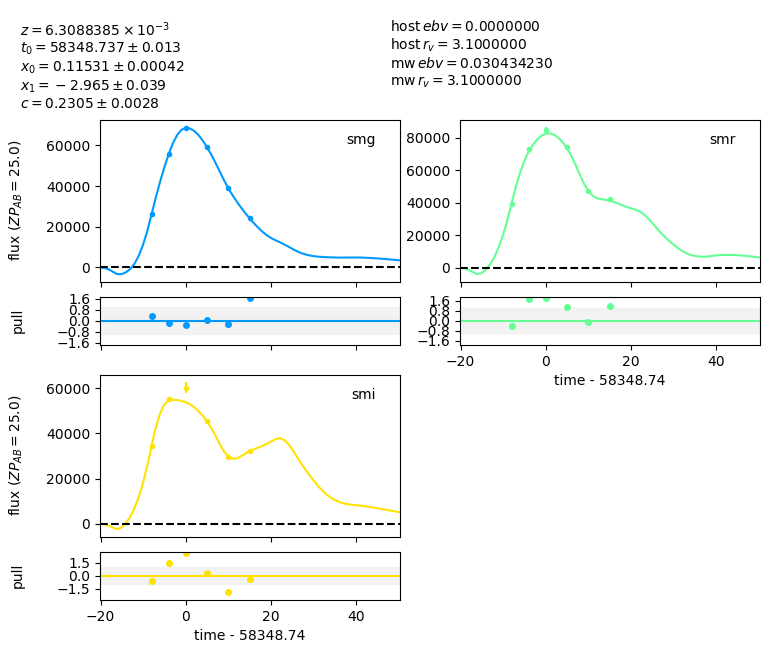 z = 6.3088385 × 10⁻³
t₀ = 58348.737 ± 0.013
x₀ = 0.11531 ± 0.00042
x₁ = −2.965 ± 0.039
c = 0.2305 ± 0.0028
host ebv = 0.0000000
host r_v = 3.1000000
mw ebv = 0.030434230
mw r_v = 3.1000000
smg
60000
40000
20000
0
flux (ZP_AB = 25.0)
smr
80000
60000
40000
20000
0
1.6
0.8
0.0
−0.8
−1.6
pull
1.6
0.8
0.0
−0.8
−1.6
−20 0 20 40
time - 58348.74
smi
60000
40000
20000
0
flux (ZP_AB = 25.0)
1.5
0.0
−1.5
pull
−20 0 20 40
time - 58348.74